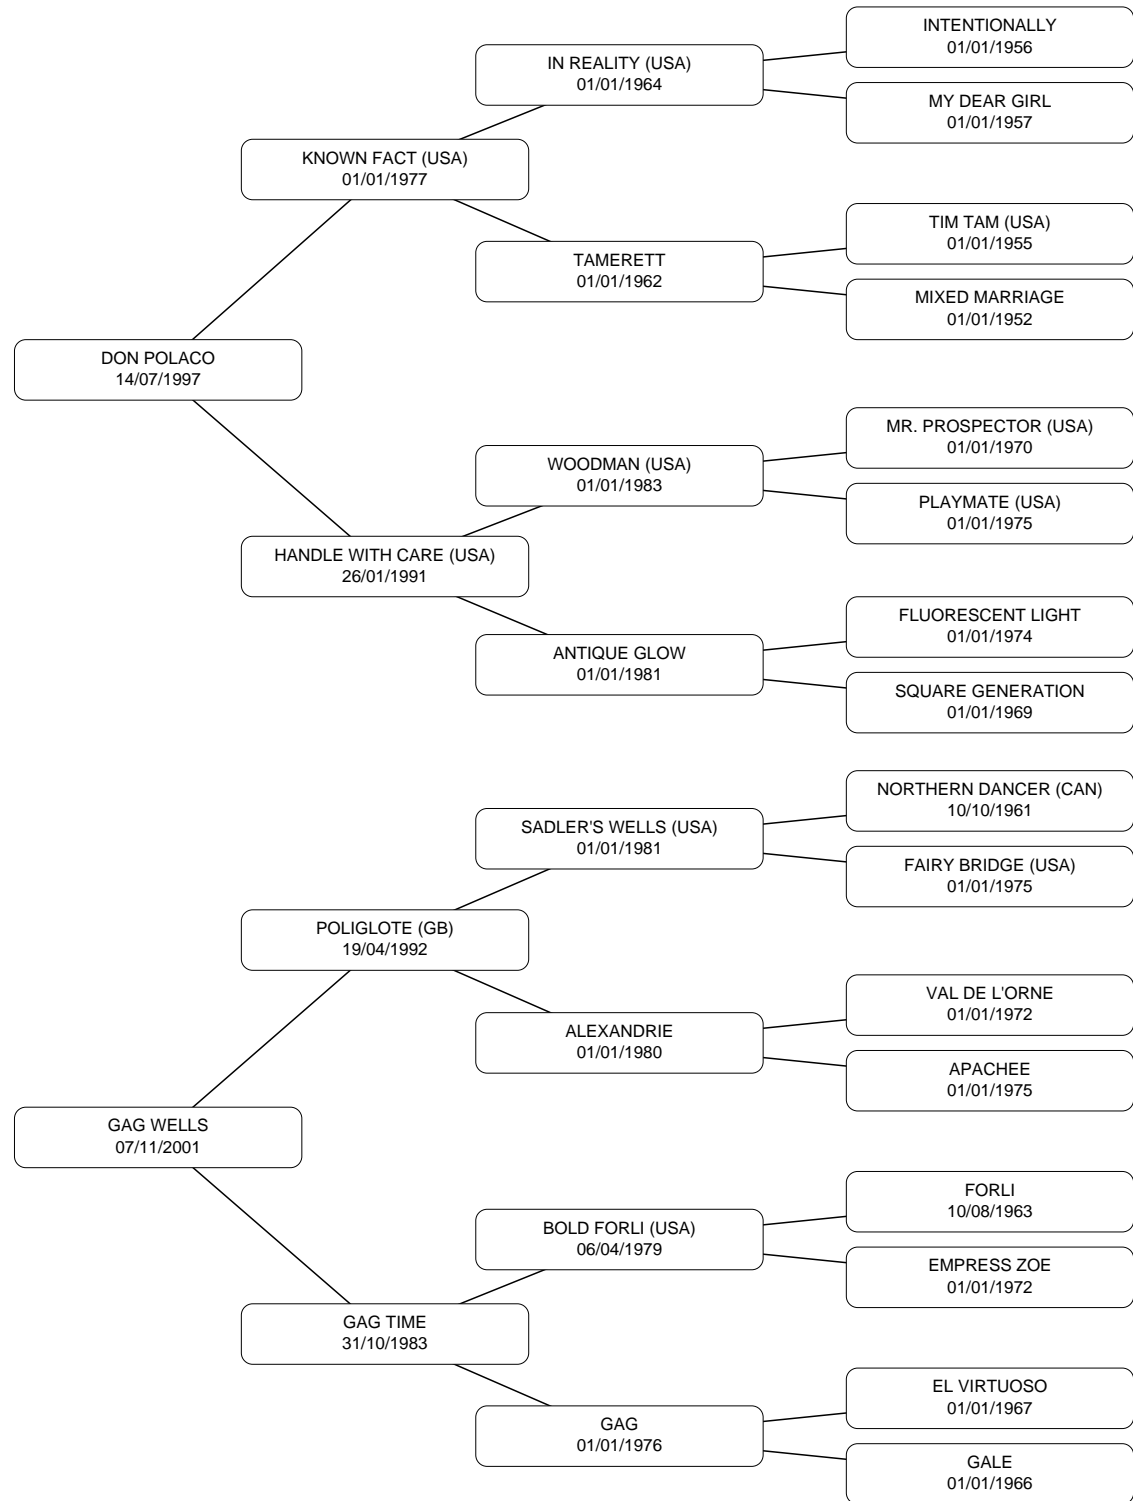 INTENTIONALLY
01/01/1956
IN REALITY (USA)
01/01/1964
MY DEAR GIRL
01/01/1957
KNOWN FACT (USA)
01/01/1977
TIM TAM (USA)
01/01/1955
TAMERETT
01/01/1962
MIXED MARRIAGE
01/01/1952
DON POLACO
14/07/1997
MR. PROSPECTOR (USA)
01/01/1970
WOODMAN (USA)
01/01/1983
PLAYMATE (USA)
01/01/1975
HANDLE WITH CARE (USA)
26/01/1991
FLUORESCENT LIGHT
01/01/1974
ANTIQUE GLOW
01/01/1981
SQUARE GENERATION
01/01/1969
NORTHERN DANCER (CAN)
10/10/1961
SADLER'S WELLS (USA)
01/01/1981
FAIRY BRIDGE (USA)
01/01/1975
POLIGLOTE (GB)
19/04/1992
VAL DE L'ORNE
01/01/1972
ALEXANDRIE
01/01/1980
APACHEE
01/01/1975
GAG WELLS
07/11/2001
FORLI
10/08/1963
BOLD FORLI (USA)
06/04/1979
EMPRESS ZOE
01/01/1972
GAG TIME
31/10/1983
EL VIRTUOSO
01/01/1967
GAG
01/01/1976
GALE
01/01/1966